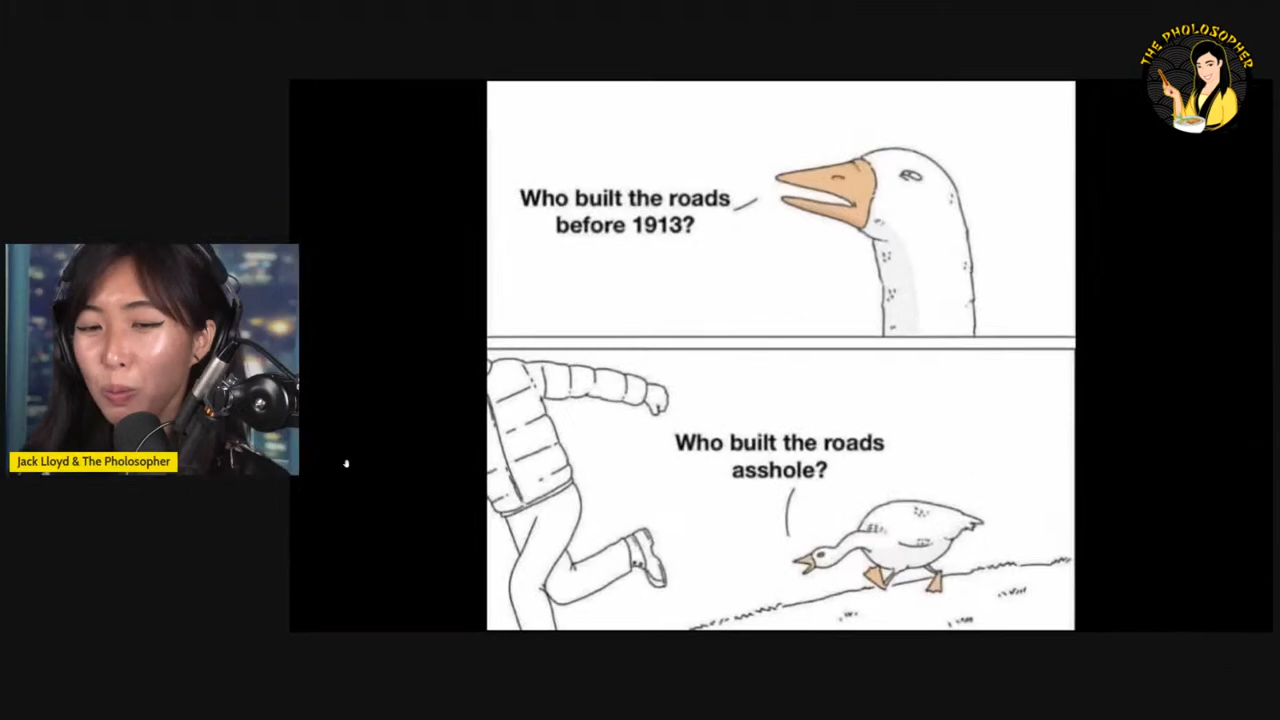 THE PHOLOSOPHER
Who built the roads
before 1913?
Who built the roads
asshole?
Jack Lloyd & The Pholosopher